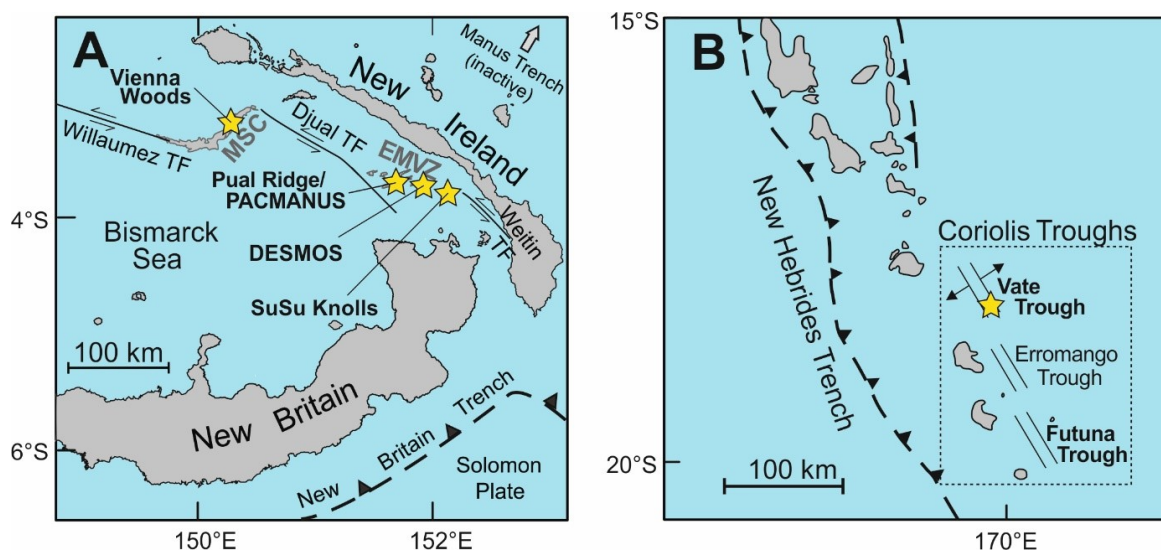 A
Vienna
Woods
Willaumez TF
MSC
Djual TF
New
Ireland
Manus Trench
(inactive)
EMVZ
Pual Ridge/
PACMANUS
Weitin
TF
4°S
Bismarck
Sea
DESMOS
SuSu Knolls
100 km
New Britain
New Britain Trench
Solomon
Plate
6°S
150°E
152°E
15°S
B
New Hebrides Trench
Coriolis Troughs
Vate
Trough
Erromango
Trough
Futuna
Trough
20°S
100 km
170°E